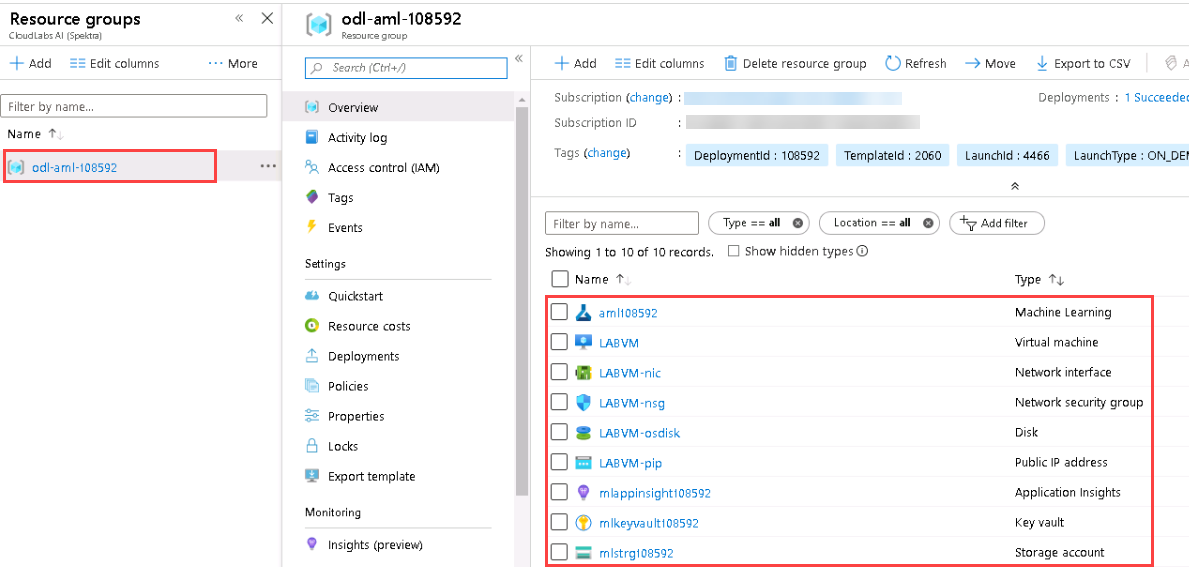 Resource groups
CloudLabs AI (Spektra)
Add Edit columns More
Filter by name...
Name
odl-aml-108592
odl-aml-108592
Resource group
Search (Ctrl+/)
Overview
Activity log
Access control (IAM)
Tags
Events
Settings
Quickstart
Resource costs
Deployments
Policies
Properties
Locks
Export template
Monitoring
Insights (preview)
Add Edit columns Delete resource group Refresh Move Export to CSV
Subscription (change) : Deployments : 1 Succeeded
Subscription ID :
Tags (change) : DeploymentId : 108592 TemplateId : 2060 LaunchId : 4466 LaunchType : ON_DEM
Filter by name... Type == all Location == all Add filter
Showing 1 to 10 of 10 records. Show hidden types
Name Type
aml108592 Machine Learning
LABVM Virtual machine
LABVM-nic Network interface
LABVM-nsg Network security group
LABVM-osdisk Disk
LABVM-pip Public IP address
mlappinsight108592 Application Insights
mlkeyvault108592 Key vault
mlstrg108592 Storage account